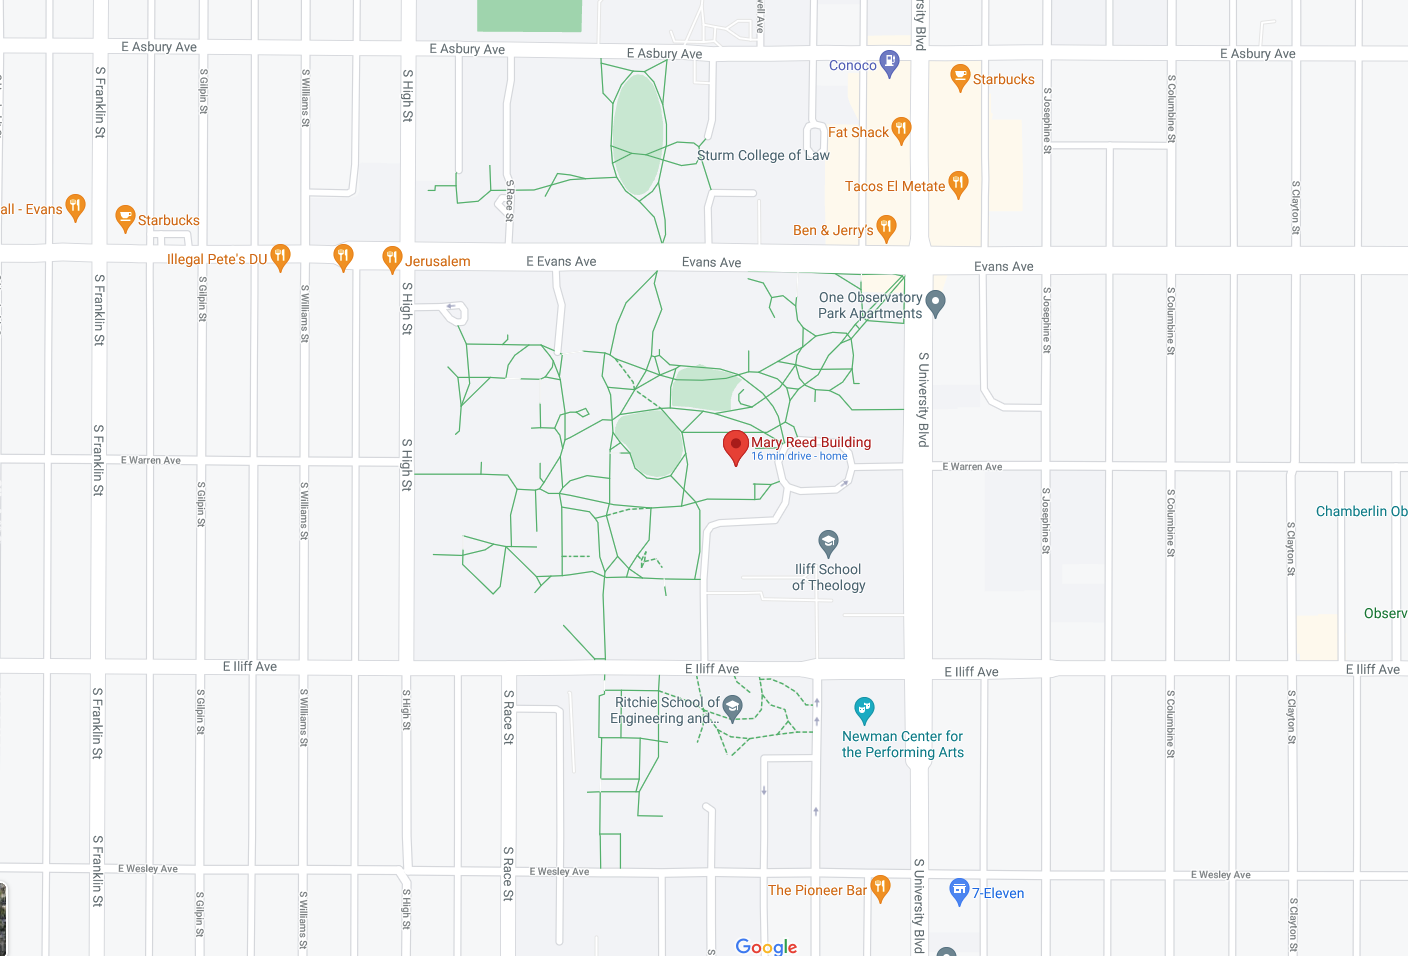 E Asbury Ave
E Asbury Ave
E Asbury Ave
well Ave
ersity Blvd
E Asbury Ave
Conoco
Starbucks
S Franklin St
S Gilpin St
S Williams St
S High St
S Josephine St
S Columbine St
Fat Shack
Sturm College of Law
Tacos El Metate
S Race St
S Clayton St
all - Evans
Starbucks
Ben & Jerry's
Illegal Pete's DU
Jerusalem
E Evans Ave
Evans Ave
Evans Ave
S Franklin St
S Gilpin St
S Williams St
S High St
One Observatory
Park Apartments
S Josephine St
S Columbine St
S University Blvd
S Franklin St
S High St
Mary Reed Building
16 min drive - home
E Warren Ave
E Warren Ave
S Gilpin St
S Williams St
S Josephine St
S Columbine St
S Clayton St
Chamberlin Ob
Iliff School
of Theology
Observ
E Iliff Ave
E Iliff Ave
E Iliff Ave
E Iliff Ave
S Franklin St
S Gilpin St
S Williams St
S High St
S Race St
Ritchie School of
Engineering and...
S Columbine St
S Clayton St
Newman Center for
the Performing Arts
S Franklin St
S Race St
E Wesley Ave
E Wesley Ave
E Wesley Ave
S Gilpin St
S Williams St
S High St
The Pioneer Bar
S University Blvd
7-Eleven
S Clayton St
Google
S